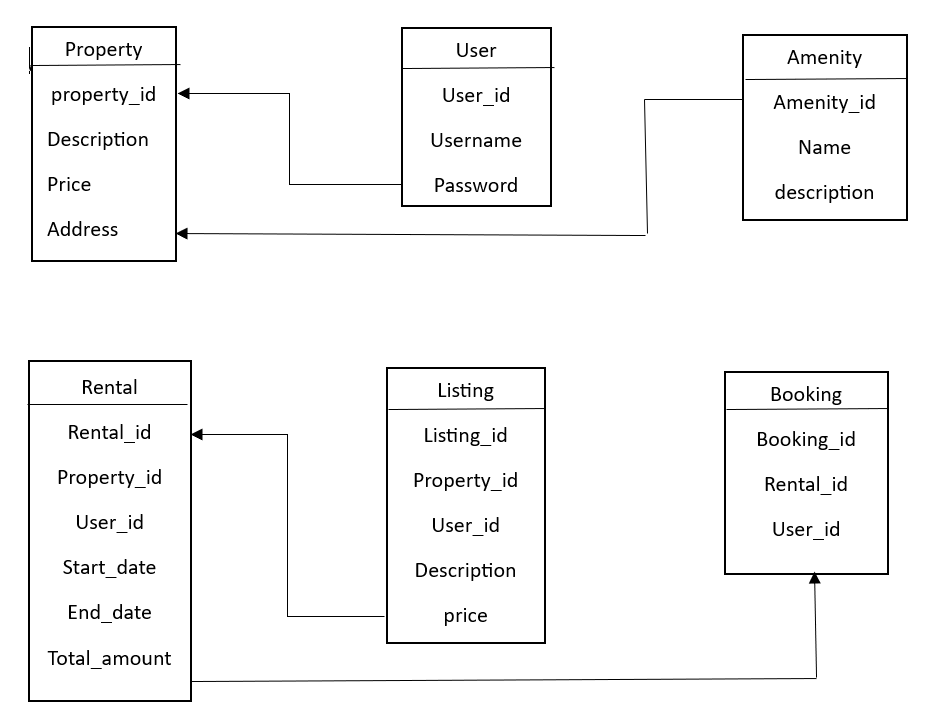 Property
property_id
Description
Price
Address
User
User_id
Username
Password
Amenity
Amenity_id
Name
description
Rental
Rental_id
Property_id
User_id
Start_date
End_date
Total_amount
Listing
Listing_id
Property_id
User_id
Description
price
Booking
Booking_id
Rental_id
User_id